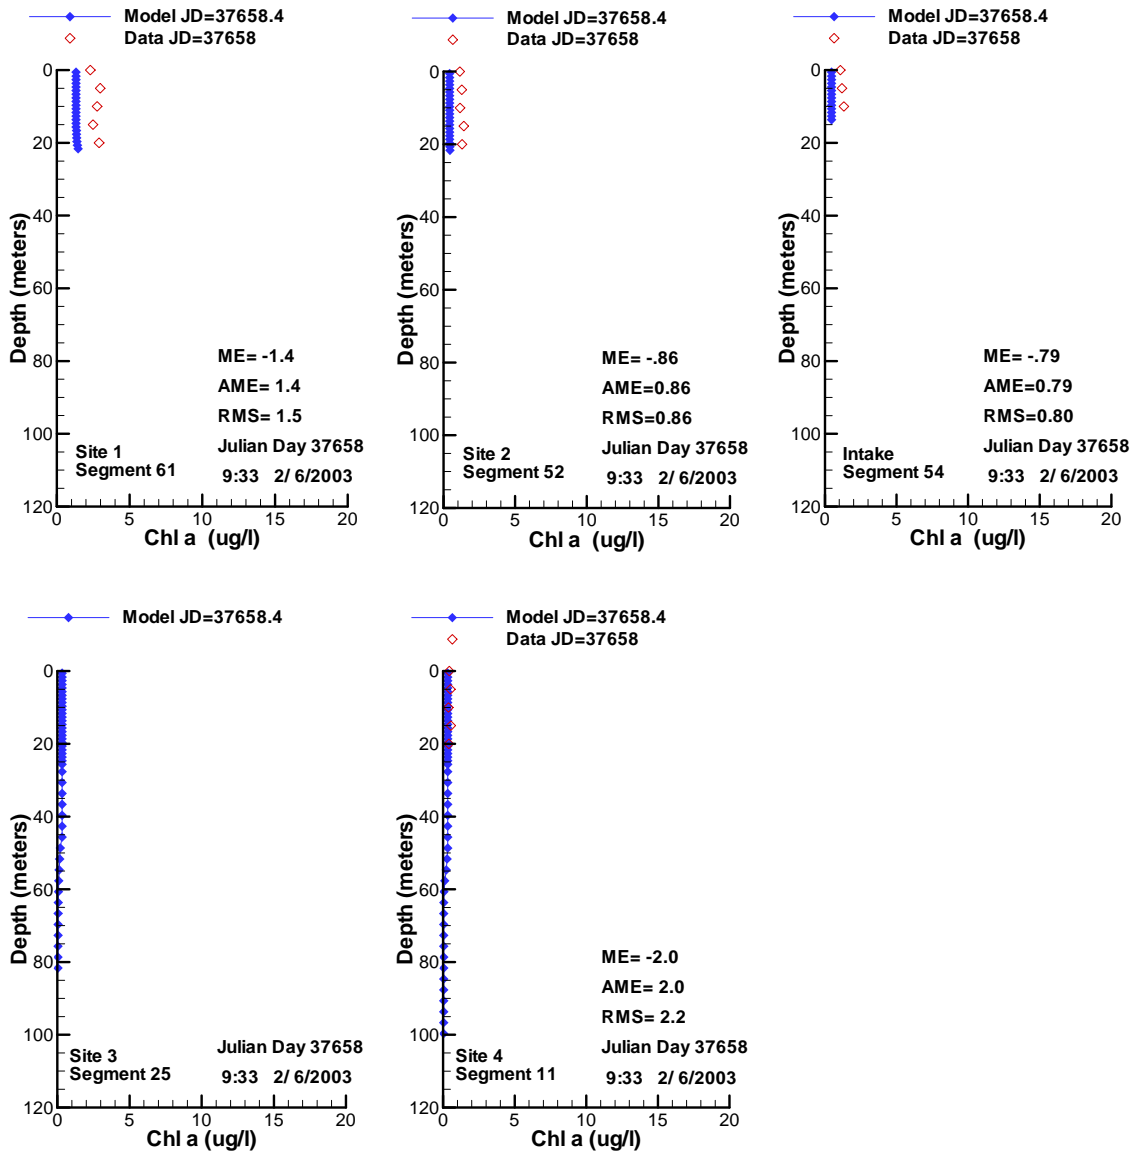 Model JD=37658.4
Data JD=37658
0
20
40
60
80
100
120
0 5 10 15 20
Depth (meters)
Chl a (ug/l)
ME= -1.4
AME= 1.4
RMS= 1.5
Julian Day 37658
9:33 2/ 6/2003
Site 1
Segment 61
Model JD=37658.4
Data JD=37658
0
20
40
60
80
100
120
0 5 10 15 20
Depth (meters)
Chl a (ug/l)
ME= -.86
AME=0.86
RMS=0.86
Julian Day 37658
9:33 2/ 6/2003
Site 2
Segment 52
Model JD=37658.4
Data JD=37658
0
20
40
60
80
100
120
0 5 10 15 20
Depth (meters)
Chl a (ug/l)
ME= -.79
AME=0.79
RMS=0.80
Julian Day 37658
9:33 2/ 6/2003
Intake
Segment 54
Model JD=37658.4
0
20
40
60
80
100
120
0 5 10 15 20
Depth (meters)
Chl a (ug/l)
Julian Day 37658
9:33 2/ 6/2003
Site 3
Segment 25
Model JD=37658.4
Data JD=37658
0
20
40
60
80
100
120
0 5 10 15 20
Depth (meters)
Chl a (ug/l)
ME= -2.0
AME= 2.0
RMS= 2.2
Julian Day 37658
9:33 2/ 6/2003
Site 4
Segment 11